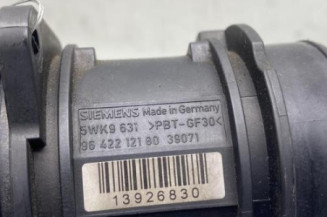 SIEMENS Made in Germany
5WK9 631 >PBT-GF30<
96 422 121 80 39071
13926830